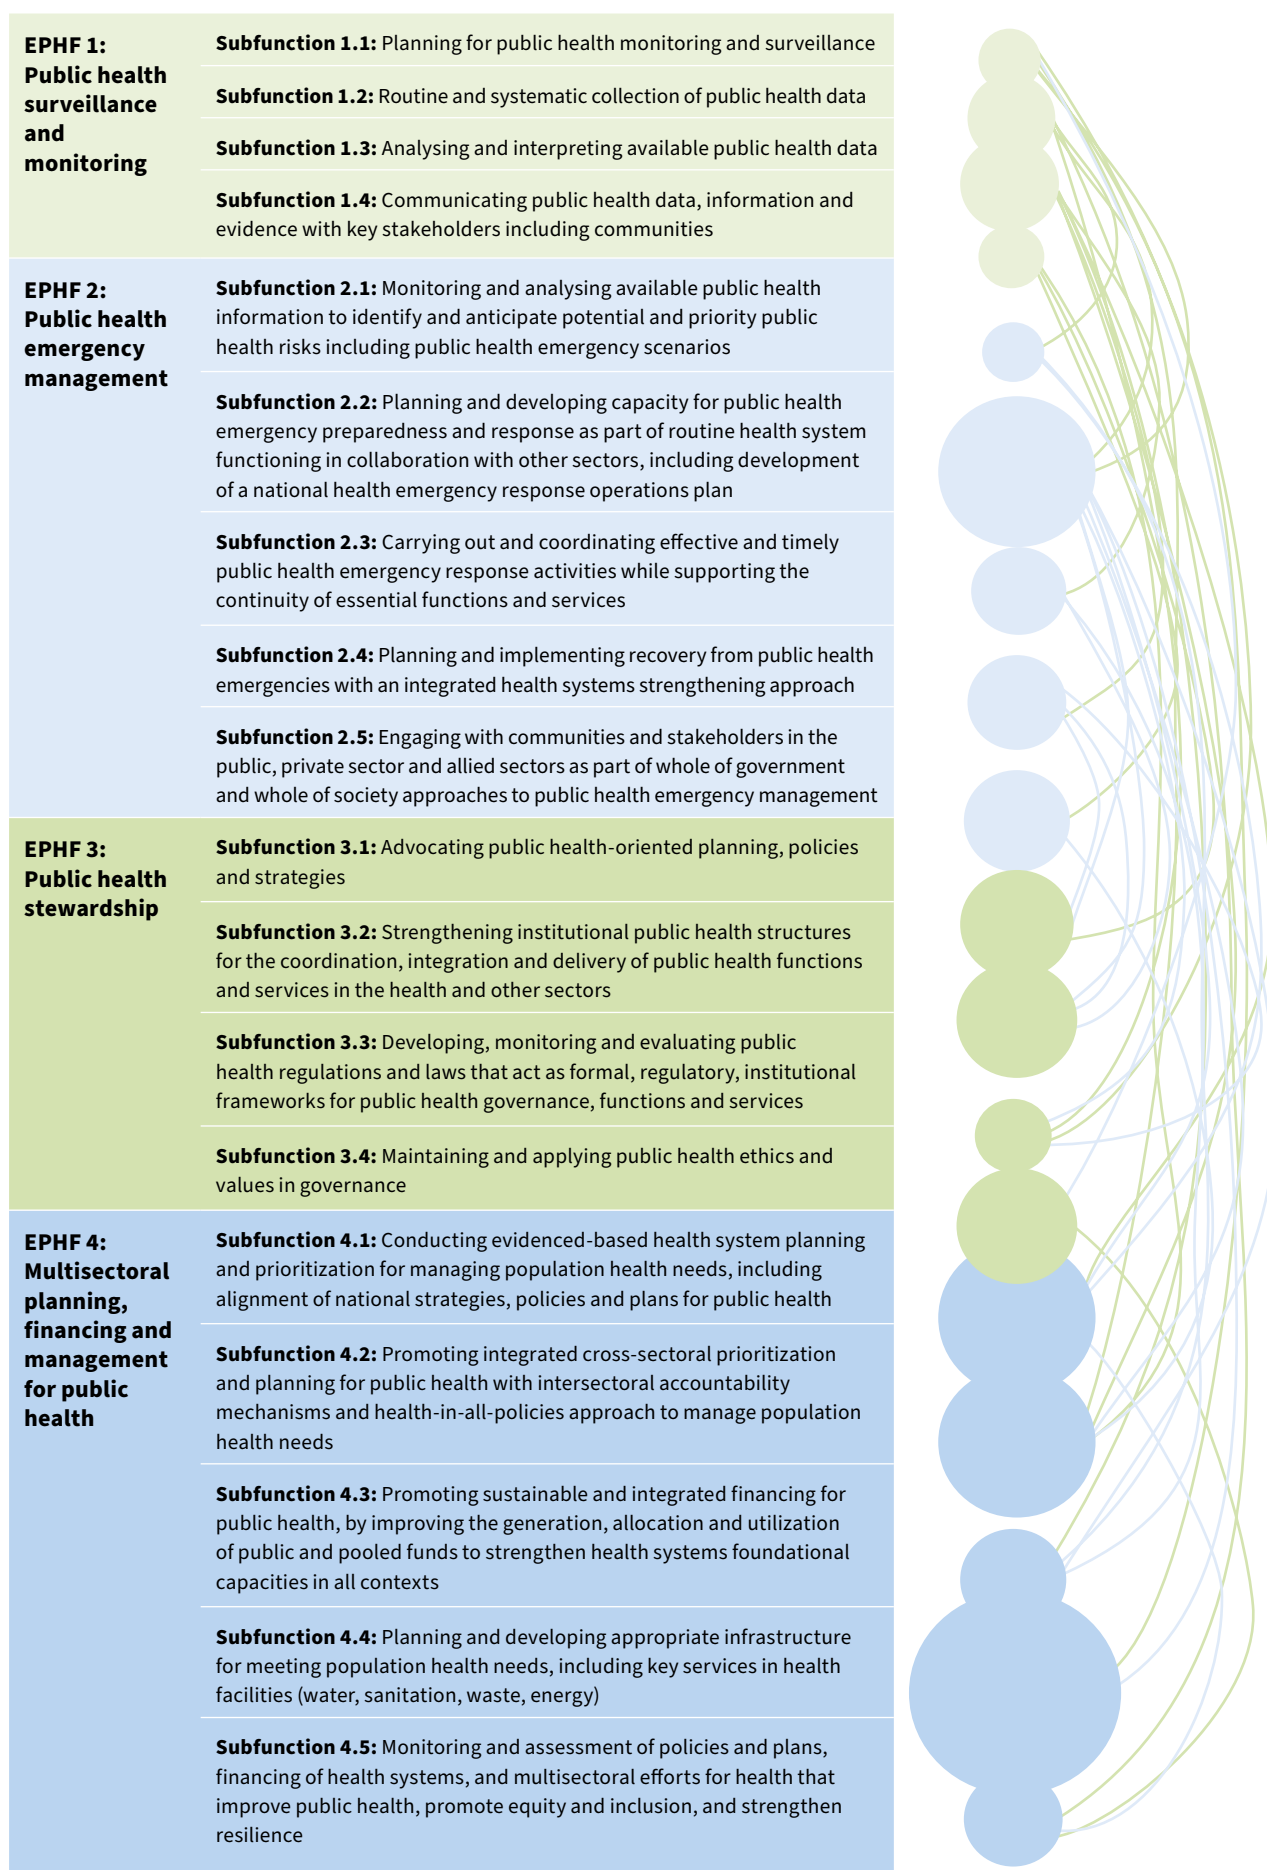 EPHF 1:
Public health
surveillance
and
monitoring
Subfunction 1.1: Planning for public health monitoring and surveillance
Subfunction 1.2: Routine and systematic collection of public health data
Subfunction 1.3: Analysing and interpreting available public health data
Subfunction 1.4: Communicating public health data, information and
evidence with key stakeholders including communities
EPHF 2:
Public health
emergency
management
Subfunction 2.1: Monitoring and analysing available public health
information to identify and anticipate potential and priority public
health risks including public health emergency scenarios
Subfunction 2.2: Planning and developing capacity for public health
emergency preparedness and response as part of routine health system
functioning in collaboration with other sectors, including development
of a national health emergency response operations plan
Subfunction 2.3: Carrying out and coordinating effective and timely
public health emergency response activities while supporting the
continuity of essential functions and services
Subfunction 2.4: Planning and implementing recovery from public health
emergencies with an integrated health systems strengthening approach
Subfunction 2.5: Engaging with communities and stakeholders in the
public, private sector and allied sectors as part of whole of government
and whole of society approaches to public health emergency management
EPHF 3:
Public health
stewardship
Subfunction 3.1: Advocating public health-oriented planning, policies
and strategies
Subfunction 3.2: Strengthening institutional public health structures
for the coordination, integration and delivery of public health functions
and services in the health and other sectors
Subfunction 3.3: Developing, monitoring and evaluating public
health regulations and laws that act as formal, regulatory, institutional
frameworks for public health governance, functions and services
Subfunction 3.4: Maintaining and applying public health ethics and
values in governance
EPHF 4:
Multisectoral
planning,
financing and
management
for public
health
Subfunction 4.1: Conducting evidenced-based health system planning
and prioritization for managing population health needs, including
alignment of national strategies, policies and plans for public health
Subfunction 4.2: Promoting integrated cross-sectoral prioritization
and planning for public health with intersectoral accountability
mechanisms and health-in-all-policies approach to manage population
health needs
Subfunction 4.3: Promoting sustainable and integrated financing for
public health, by improving the generation, allocation and utilization
of public and pooled funds to strengthen health systems foundational
capacities in all contexts
Subfunction 4.4: Planning and developing appropriate infrastructure
for meeting population health needs, including key services in health
facilities (water, sanitation, waste, energy)
Subfunction 4.5: Monitoring and assessment of policies and plans,
financing of health systems, and multisectoral efforts for health that
improve public health, promote equity and inclusion, and strengthen
resilience